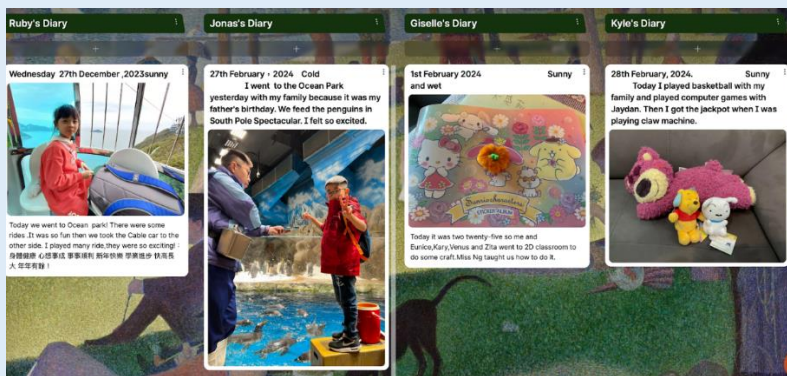 Ruby's Diary
Wednesday 27th December ,2023sunny
Today we went to Ocean park! There were some
rides .It was so fun then we took the Cable car to the
other side. I played many ride,they were so exciting! :
身體健康 心想事成 事事順利 新年快樂 學業進步 快高長
大 年年有餘!
Jonas's Diary
27th February,2024 Cold
I went to the Ocean Park
yesterday with my family because it was my
father's birthday. We feed the penguins in
South Pole Spectacular. I felt so excited.
Giselle's Diary
1st February 2024 Sunny
and wet
STICKER ALBUM
Today it was two twenty-five so me and
Eunice,Kary,Venus and Zita went to 2D classroom to
do some craft.Miss Ng taught us how to do it.
Kyle's Diary
28th February, 2024. Sunny
Today I played basketball with my
family and played computer games with
Jaydan. Then I got the jackpot when I was
playing claw machine.